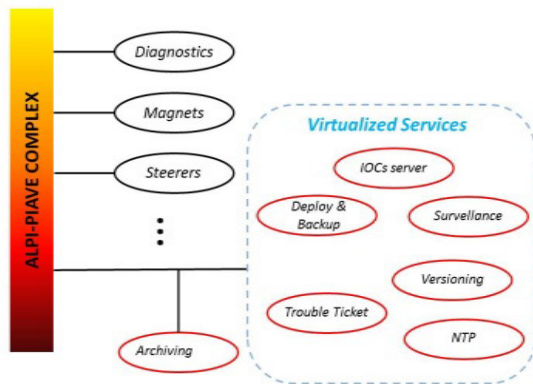 ALPI-PIAVE COMPLEX
Diagnostics
Magnets
Steerers
Archiving
Virtualized Services
IOCs server
Deploy &
Backup
Survellance
Versioning
Trouble Ticket
NTP